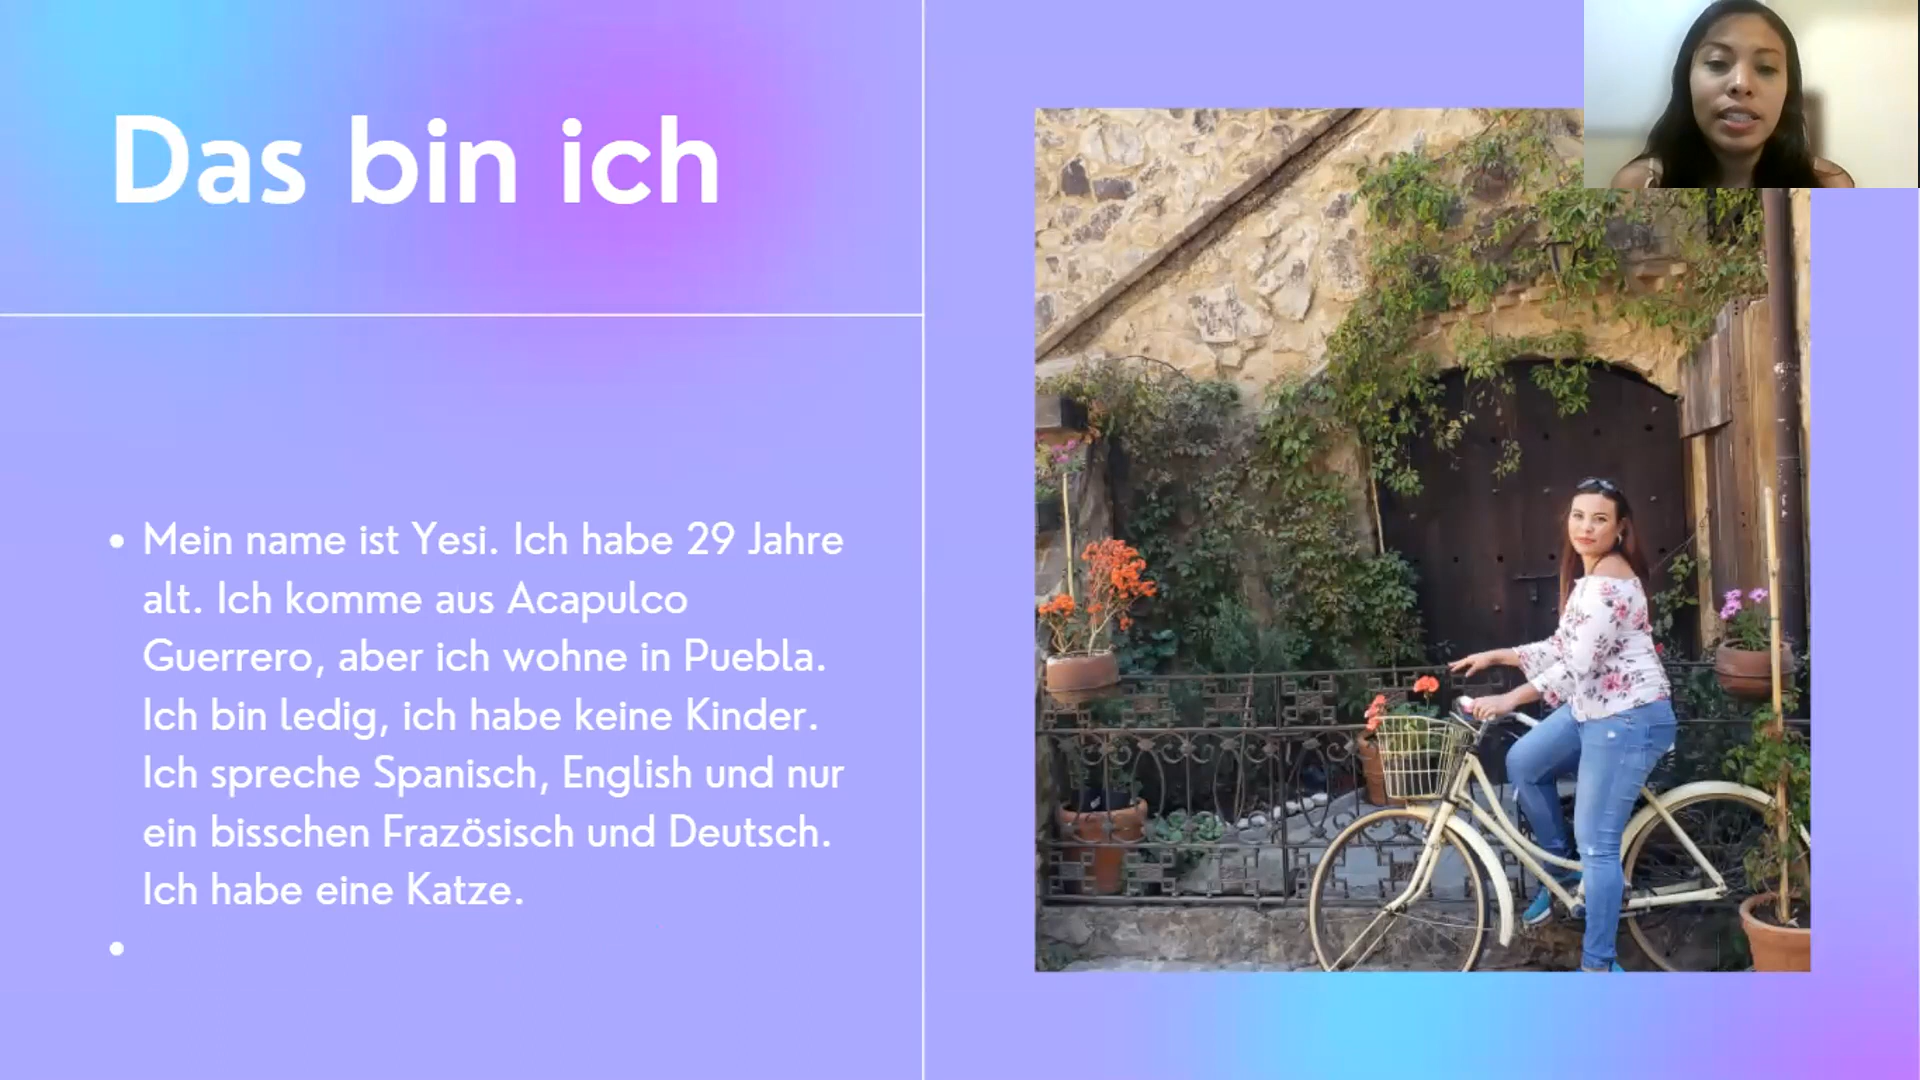 Das bin ich
Mein name ist Yesi. Ich habe 29 Jahre
alt. Ich komme aus Acapulco
Guerrero, aber ich wohne in Puebla.
Ich bin ledig, ich habe keine Kinder.
Ich spreche Spanisch, English und nur
ein bisschen Frazösisch und Deutsch.
Ich habe eine Katze.